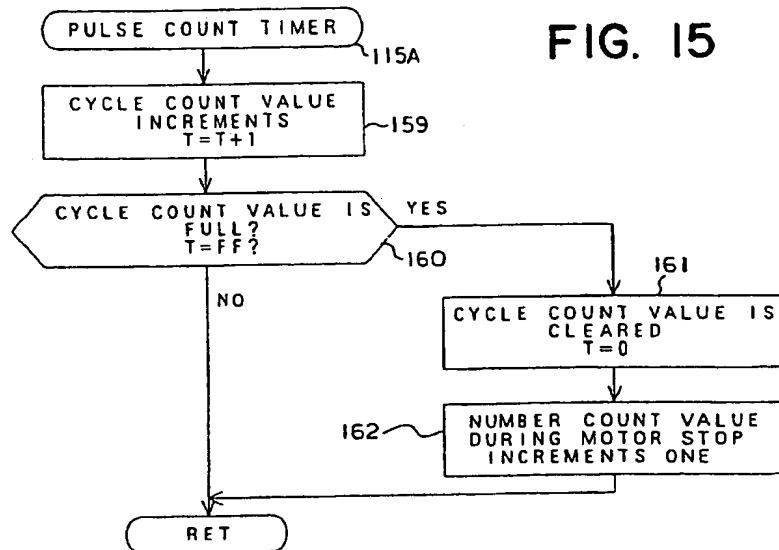 FIG. 15
PULSE COUNT TIMER
115A
CYCLE COUNT VALUE
INCREMENTS
T=T+1
159
CYCLE COUNT VALUE IS
FULL?
T=FF?
YES
160
NO
161
CYCLE COUNT VALUE IS
CLEARED
T=0
162
NUMBER COUNT VALUE
DURING MOTOR STOP
INCREMENTS ONE
RET